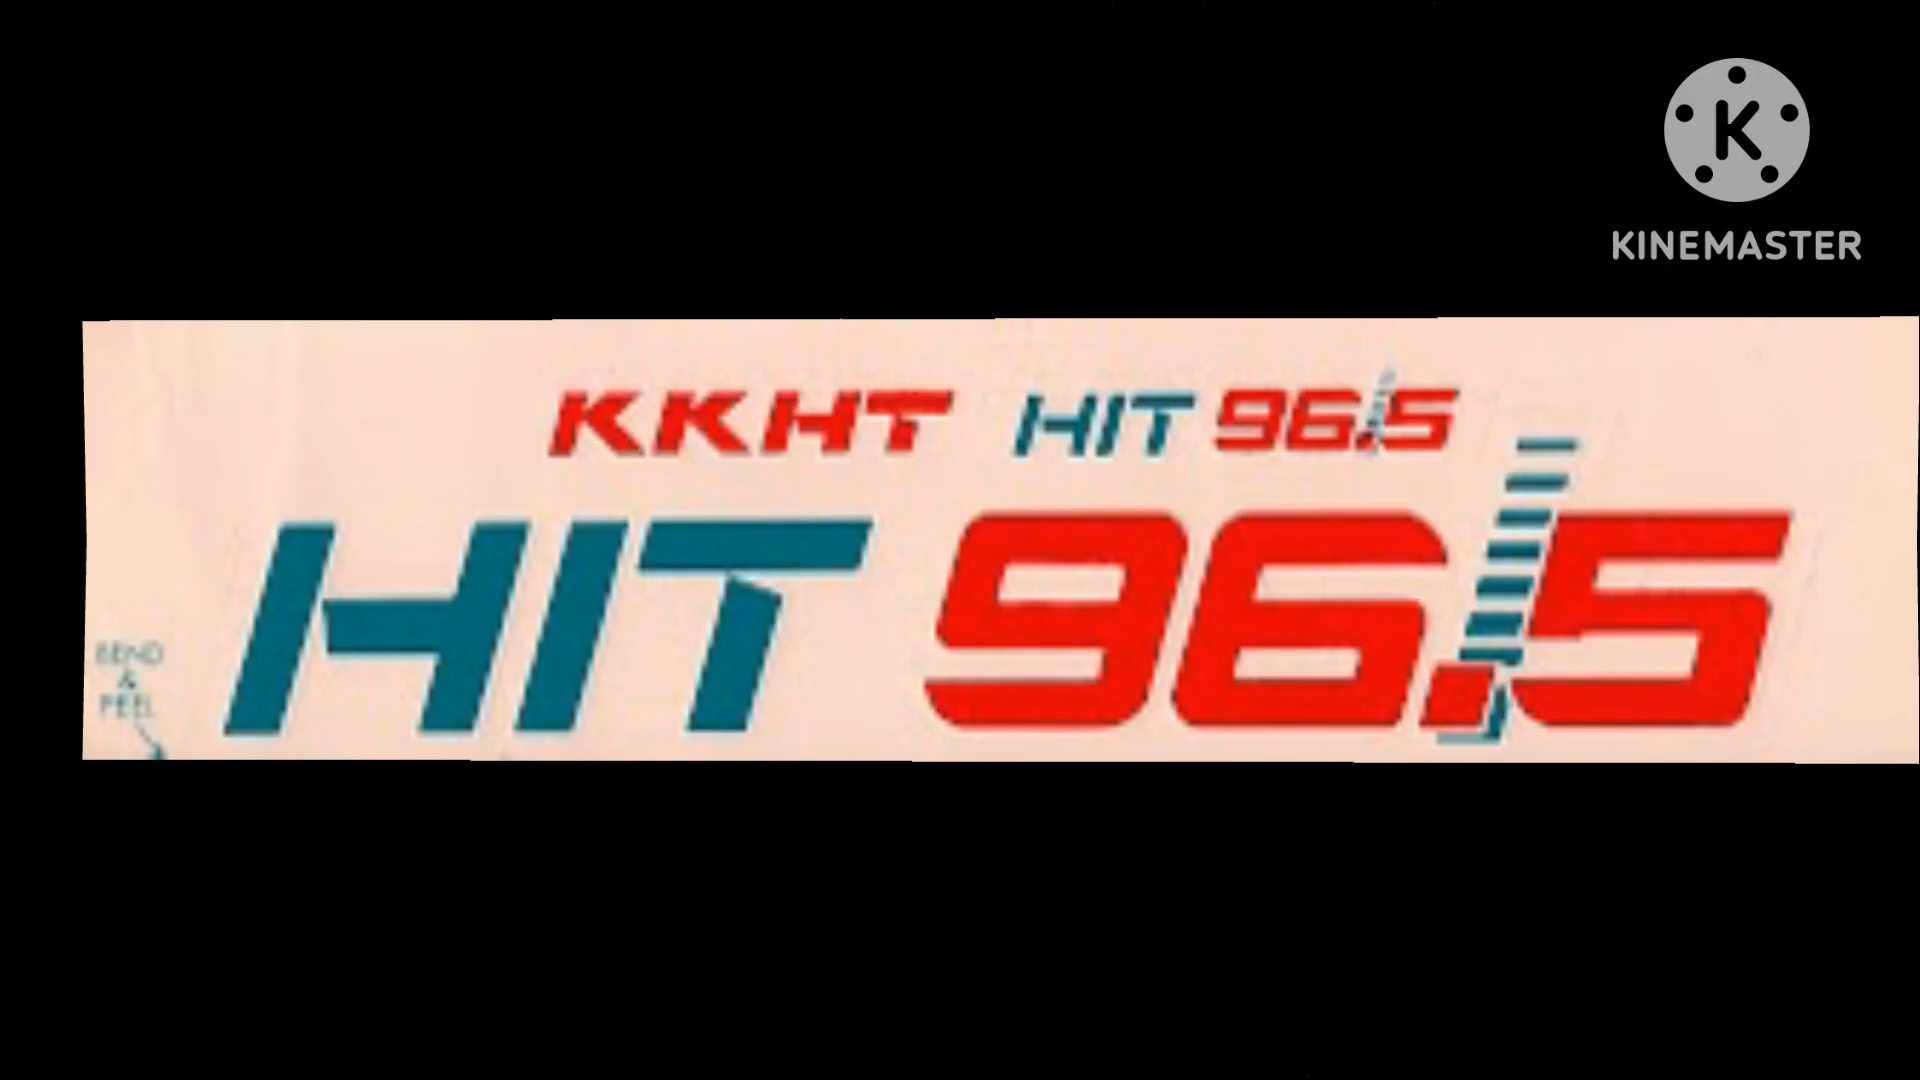 K
KINEMASTER
KKHT HIT 96.5
HIT 96.5
BEND
&
PEEL